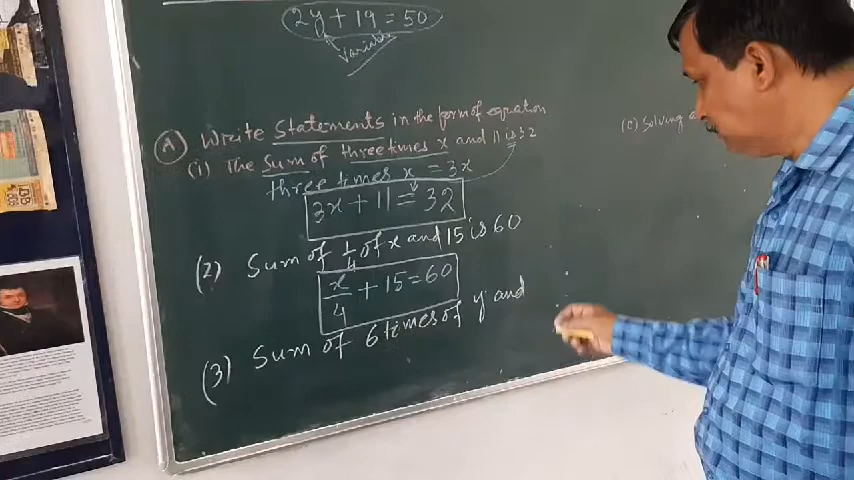 2y + 19 = 50
Variable
(A) Write Statements in the form of equation
(i) The Sum of three times x and 11 is 32
three times x = 3x
3x + 11 = 32
(2) Sum of 1/4 of x and 15 is 60
x/4 + 15 = 60
(3) Sum of 6 times of y and
(C) Solving a